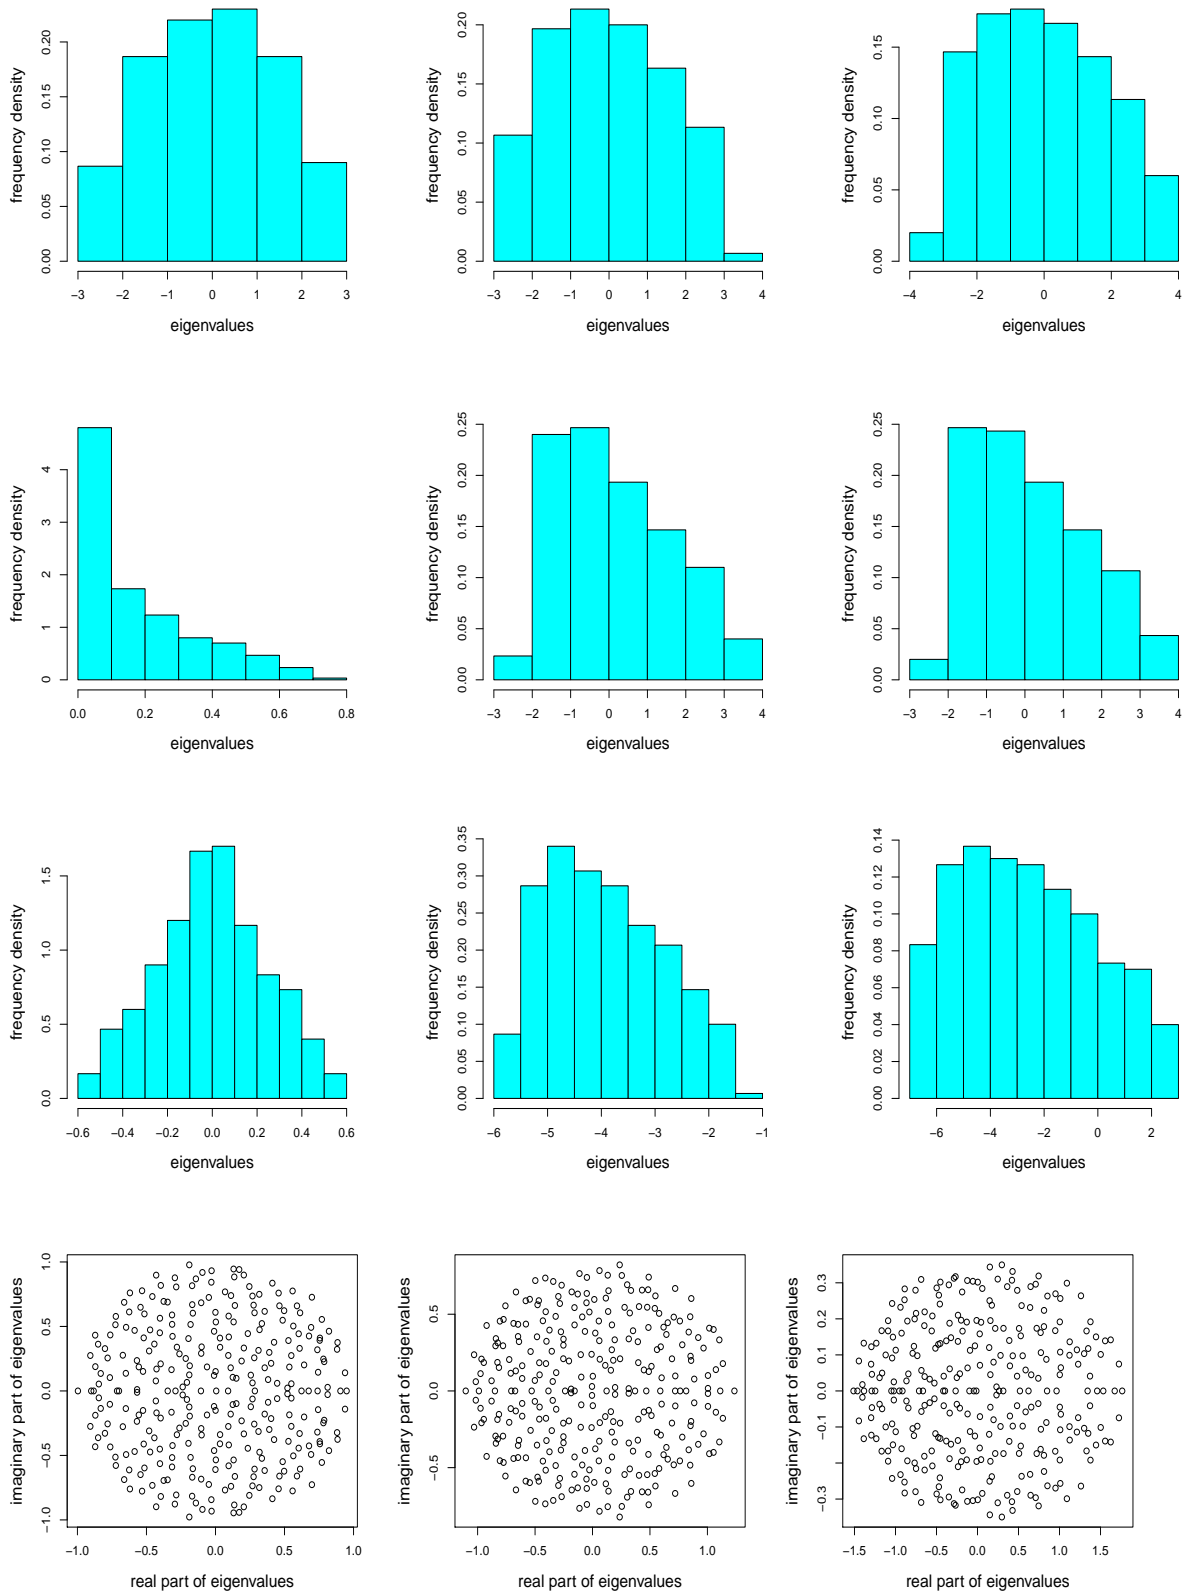 frequency density
0.00 0.05 0.10 0.15 0.20
−3 −2 −1 0 1 2 3
eigenvalues
frequency density
0.00 0.05 0.10 0.15 0.20
−3 −2 −1 0 1 2 3 4
eigenvalues
frequency density
0.00 0.05 0.10 0.15
−4 −2 0 2 4
eigenvalues
frequency density
0 1 2 3 4
0.0 0.2 0.4 0.6 0.8
eigenvalues
frequency density
0.00 0.05 0.10 0.15 0.20 0.25
−3 −2 −1 0 1 2 3 4
eigenvalues
frequency density
0.00 0.05 0.10 0.15 0.20 0.25
−3 −2 −1 0 1 2 3 4
eigenvalues
frequency density
0.0 0.5 1.0 1.5
−0.6 −0.4 −0.2 0.0 0.2 0.4 0.6
eigenvalues
frequency density
0.00 0.05 0.10 0.15 0.20 0.25 0.30 0.35
−6 −5 −4 −3 −2 −1
eigenvalues
frequency density
0.00 0.02 0.04 0.06 0.08 0.10 0.12 0.14
−6 −4 −2 0 2
eigenvalues
imaginary part of eigenvalues
−1.0 −0.5 0.0 0.5 1.0
−1.0 −0.5 0.0 0.5 1.0
real part of eigenvalues
imaginary part of eigenvalues
−0.5 0.0 0.5
−1.0 −0.5 0.0 0.5 1.0
real part of eigenvalues
imaginary part of eigenvalues
−0.3 −0.1 0.0 0.1 0.2 0.3
−1.5 −1.0 −0.5 0.0 0.5 1.0 1.5
real part of eigenvalues